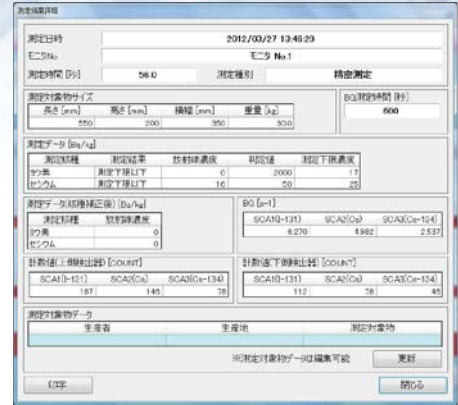 測定結果詳細
測定日時 2012/03/27 13:46:29
モニタNo. モニタ No.1
測定時間 [秒] 56.0 測定種別 精密測定
測定対象物サイズ BG測定時間 [秒]
長さ [mm] 高さ [mm] 横幅 [mm] 重量 [kg] 600
550 200 350 30.0
測定データ [Bq/kg]
測定核種 測定結果 放射線濃度 判定値 測定下限濃度
ヨウ素 測定下限以下 0 2000 17
セシウム 測定下限以下 16 50 25
測定データ(核種補正後) [Bq/kg] BG [s-1]
測定核種 放射線濃度 SCA1(I-131) SCA2(Cs) SCA3(Cs-134)
ヨウ素 0 6.270 4.982 2.537
セシウム 0
計数値(上側検出器) [COUNT] 計数値(下側検出器) [COUNT]
SCA1(I-131) SCA2(Cs) SCA3(Cs-134) SCA1(I-131) SCA2(Cs) SCA3(Cs-134)
187 146 78 112 78 45
測定対象物データ
生産者 生産地 測定対象物
※測定対象物データは編集可能 更新
印字 閉じる